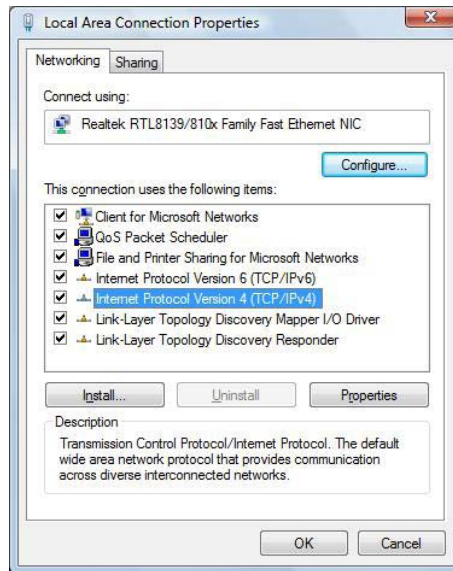 Local Area Connection Properties
Networking
Sharing
Connect using:
Realtek RTL8139/810x Family Fast Ethernet NIC
Configure...
This connection uses the following items:
Client for Microsoft Networks
QoS Packet Scheduler
File and Printer Sharing for Microsoft Networks
Internet Protocol Version 6 (TCP/IPv6)
Internet Protocol Version 4 (TCP/IPv4)
Link-Layer Topology Discovery Mapper I/O Driver
Link-Layer Topology Discovery Responder
Install...
Uninstall
Properties
Description
Transmission Control Protocol/Internet Protocol. The default
wide area network protocol that provides communication
across diverse interconnected networks.
OK
Cancel